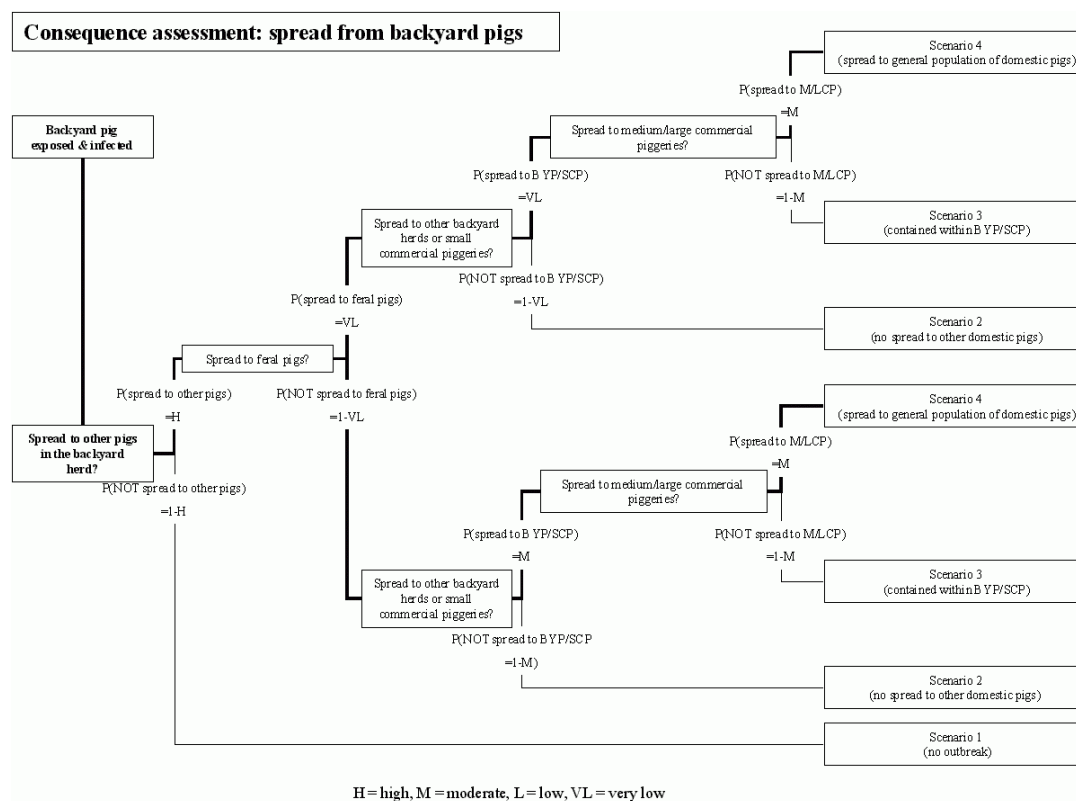 Consequence assessment: spread from backyard pigs
Scenario 4
(spread to general population of domestic pigs)
P(spread to M/LCP)
=M
Backyard pig
exposed & infected
Spread to medium/large commercial
piggeries?
P(spread to B YP/SCP)
=VL
P(NOT spread to M/LCP)
=1-M
Scenario 3
(contained within B YP/SCP)
Spread to other backyard
herds or small
commercial piggeries?
P(NOT spread to B YP/SCP)
=1-VL
P(spread to feral pigs)
=VL
Scenario 2
(no spread to other domestic pigs)
Spread to feral pigs?
P(spread to other pigs)
=H
P(NOT spread to feral pigs)
=1-VL
Scenario 4
(spread to general population of domestic pigs)
P(spread to M/LCP)
=M
Spread to other pigs
in the backyard
herd?
P(NOT spread to other pigs)
=1-H
Spread to medium/large commercial
piggeries?
P(spread to B YP/SCP)
=M
P(NOT spread to M/LCP)
=1-M
Scenario 3
(contained within B YP/SCP)
Spread to other backyard
herds or small
commercial piggeries?
P(NOT spread to BYP/SCP
=1-M)
Scenario 2
(no spread to other domestic pigs)
Scenario 1
(no outbreak)
H = high, M = moderate, L = low, VL = very low